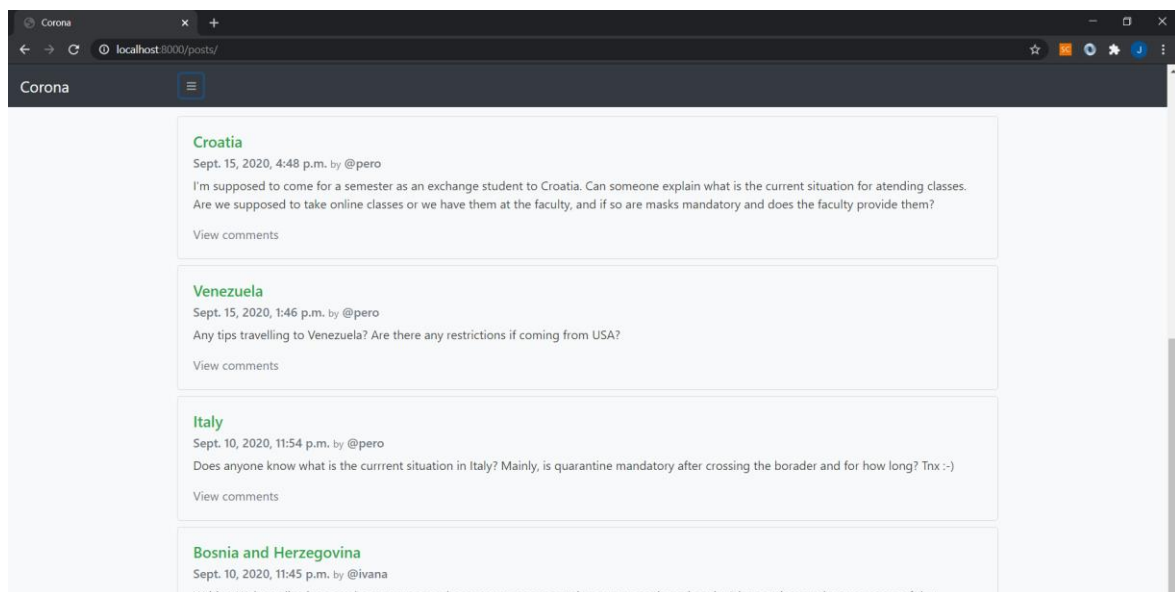 Corona
localhost:8000/posts/
SC
J
Corona
Croatia
Sept. 15, 2020, 4:48 p.m. by @pero
I'm supposed to come for a semester as an exchange student to Croatia. Can someone explain what is the current situation for atending classes.
Are we supposed to take online classes or we have them at the faculty, and if so are masks mandatory and does the faculty provide them?
View comments
Venezuela
Sept. 15, 2020, 1:46 p.m. by @pero
Any tips travelling to Venezuela? Are there any restrictions if coming from USA?
View comments
Italy
Sept. 10, 2020, 11:54 p.m. by @pero
Does anyone know what is the currrent situation in Italy? Mainly, is quarantine mandatory after crossing the borader and for how long? Tnx :-)
View comments
Bosnia and Herzegovina
Sept. 10, 2020, 11:45 p.m. by @ivana